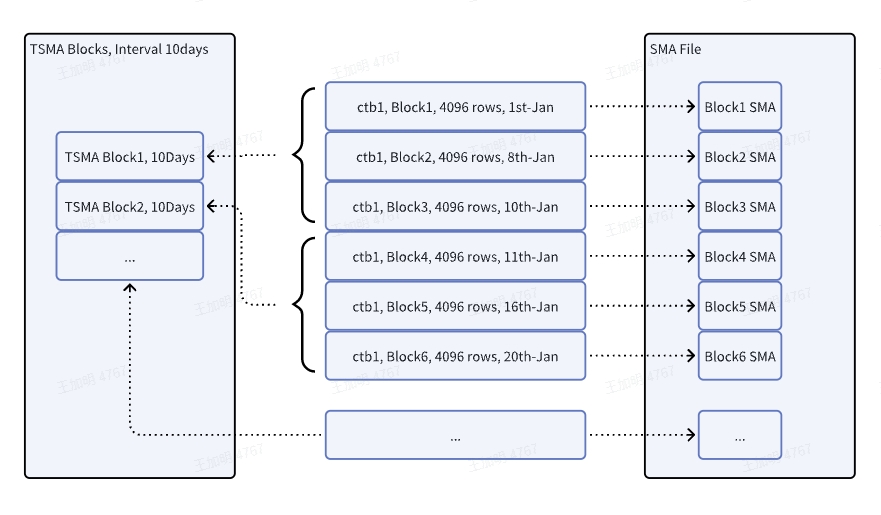 TSMA Blocks, Interval 10days
TSMA Block1, 10Days
TSMA Block2, 10Days
...
ctb1, Block1, 4096 rows, 1st-Jan
ctb1, Block2, 4096 rows, 8th-Jan
ctb1, Block3, 4096 rows, 10th-Jan
ctb1, Block4, 4096 rows, 11th-Jan
ctb1, Block5, 4096 rows, 16th-Jan
ctb1, Block6, 4096 rows, 20th-Jan
...
SMA File
Block1 SMA
Block2 SMA
Block3 SMA
Block4 SMA
Block5 SMA
Block6 SMA
...
王加明 4767